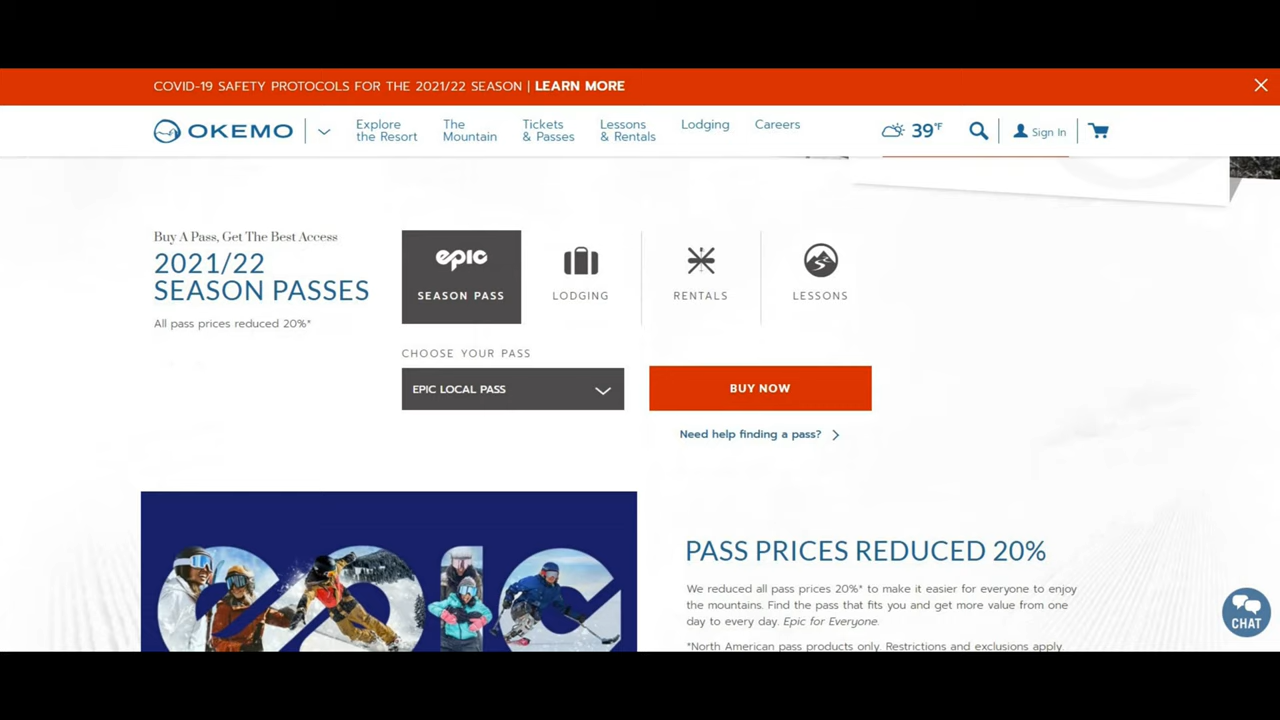 COVID-19 SAFETY PROTOCOLS FOR THE 2021/22 SEASON | LEARN MORE
OKEMO
Explore
the Resort
The
Mountain
Tickets
& Passes
Lessons
& Rentals
Lodging
Careers
39°F
Sign In
Buy A Pass, Get The Best Access
2021/22
SEASON PASSES
All pass prices reduced 20%*
epic
SEASON PASS
LODGING
RENTALS
LESSONS
CHOOSE YOUR PASS
EPIC LOCAL PASS
BUY NOW
Need help finding a pass?
epic
PASS PRICES REDUCED 20%
We reduced all pass prices 20%* to make it easier for everyone to enjoy
the mountains. Find the pass that fits you and get more value from one
day to every day. Epic for Everyone.
*North American pass products only. Restrictions and exclusions apply
CHAT